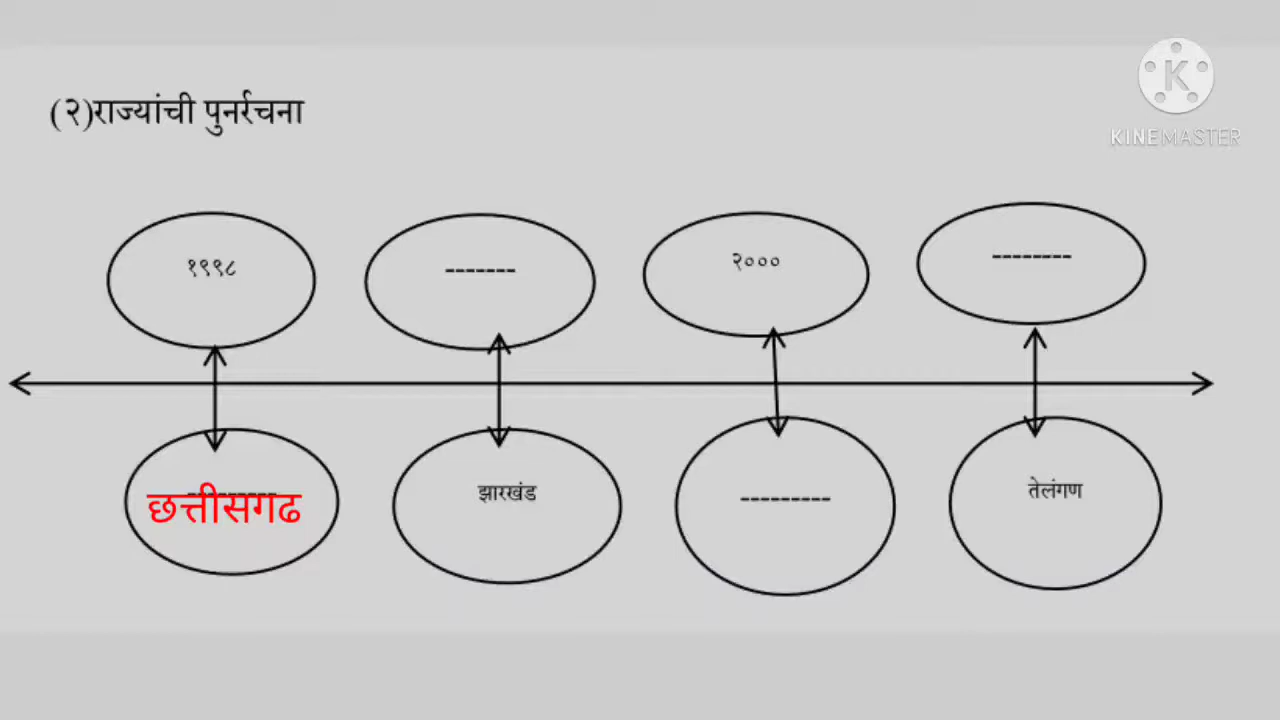 (२)राज्यांची पुनर्रचना
KINEMASTER
१९९८
-------
२०००
--------
छत्तीसगढ
झारखंड
---------
तेलंगण